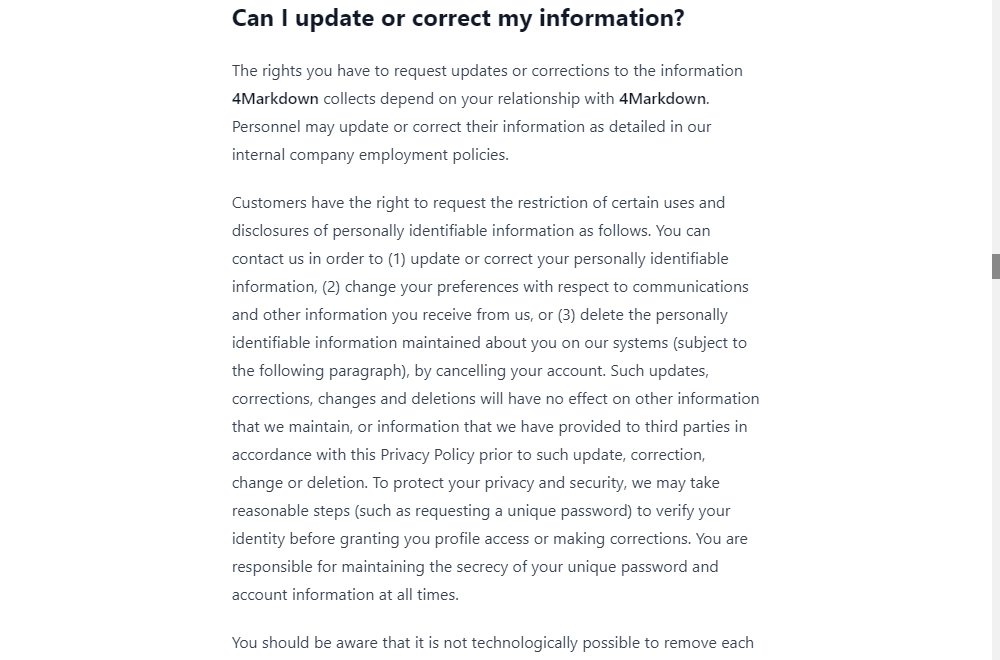 Can I update or correct my information?
The rights you have to request updates or corrections to the information
4Markdown collects depend on your relationship with 4Markdown.
Personnel may update or correct their information as detailed in our
internal company employment policies.
Customers have the right to request the restriction of certain uses and
disclosures of personally identifiable information as follows. You can
contact us in order to (1) update or correct your personally identifiable
information, (2) change your preferences with respect to communications
and other information you receive from us, or (3) delete the personally
identifiable information maintained about you on our systems (subject to
the following paragraph), by cancelling your account. Such updates,
corrections, changes and deletions will have no effect on other information
that we maintain, or information that we have provided to third parties in
accordance with this Privacy Policy prior to such update, correction,
change or deletion. To protect your privacy and security, we may take
reasonable steps (such as requesting a unique password) to verify your
identity before granting you profile access or making corrections. You are
responsible for maintaining the secrecy of your unique password and
account information at all times.
You should be aware that it is not technologically possible to remove each